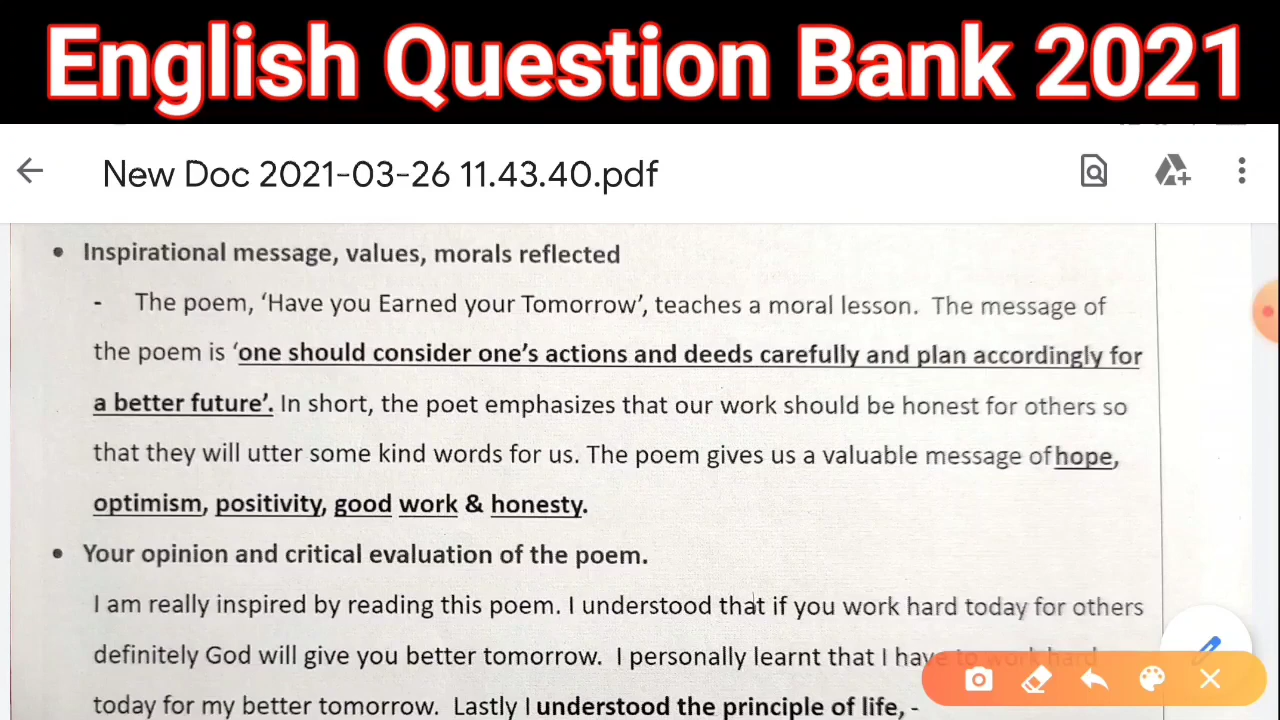 English Question Bank 2021
New Doc 2021-03-26 11.43.40.pdf
• Inspirational message, values, morals reflected
- The poem, ‘Have you Earned your Tomorrow’, teaches a moral lesson. The message of
the poem is ‘one should consider one’s actions and deeds carefully and plan accordingly for
a better future’. In short, the poet emphasizes that our work should be honest for others so
that they will utter some kind words for us. The poem gives us a valuable message of hope,
optimism, positivity, good work & honesty.
• Your opinion and critical evaluation of the poem.
I am really inspired by reading this poem. I understood that if you work hard today for others
definitely God will give you better tomorrow. I personally learnt that I have to work hard
today for my better tomorrow. Lastly I understood the principle of life, -